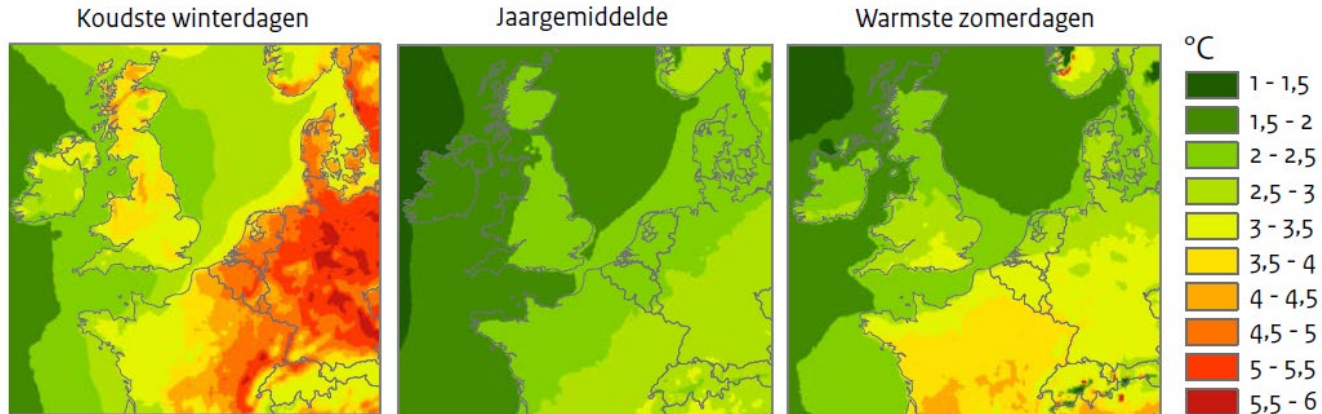 Koudste winterdagen
Jaargemiddelde
Warmste zomerdagen
°C
1 - 1,5
1,5 - 2
2 - 2,5
2,5 - 3
3 - 3,5
3,5 - 4
4 - 4,5
4,5 - 5
5 - 5,5
5,5 - 6